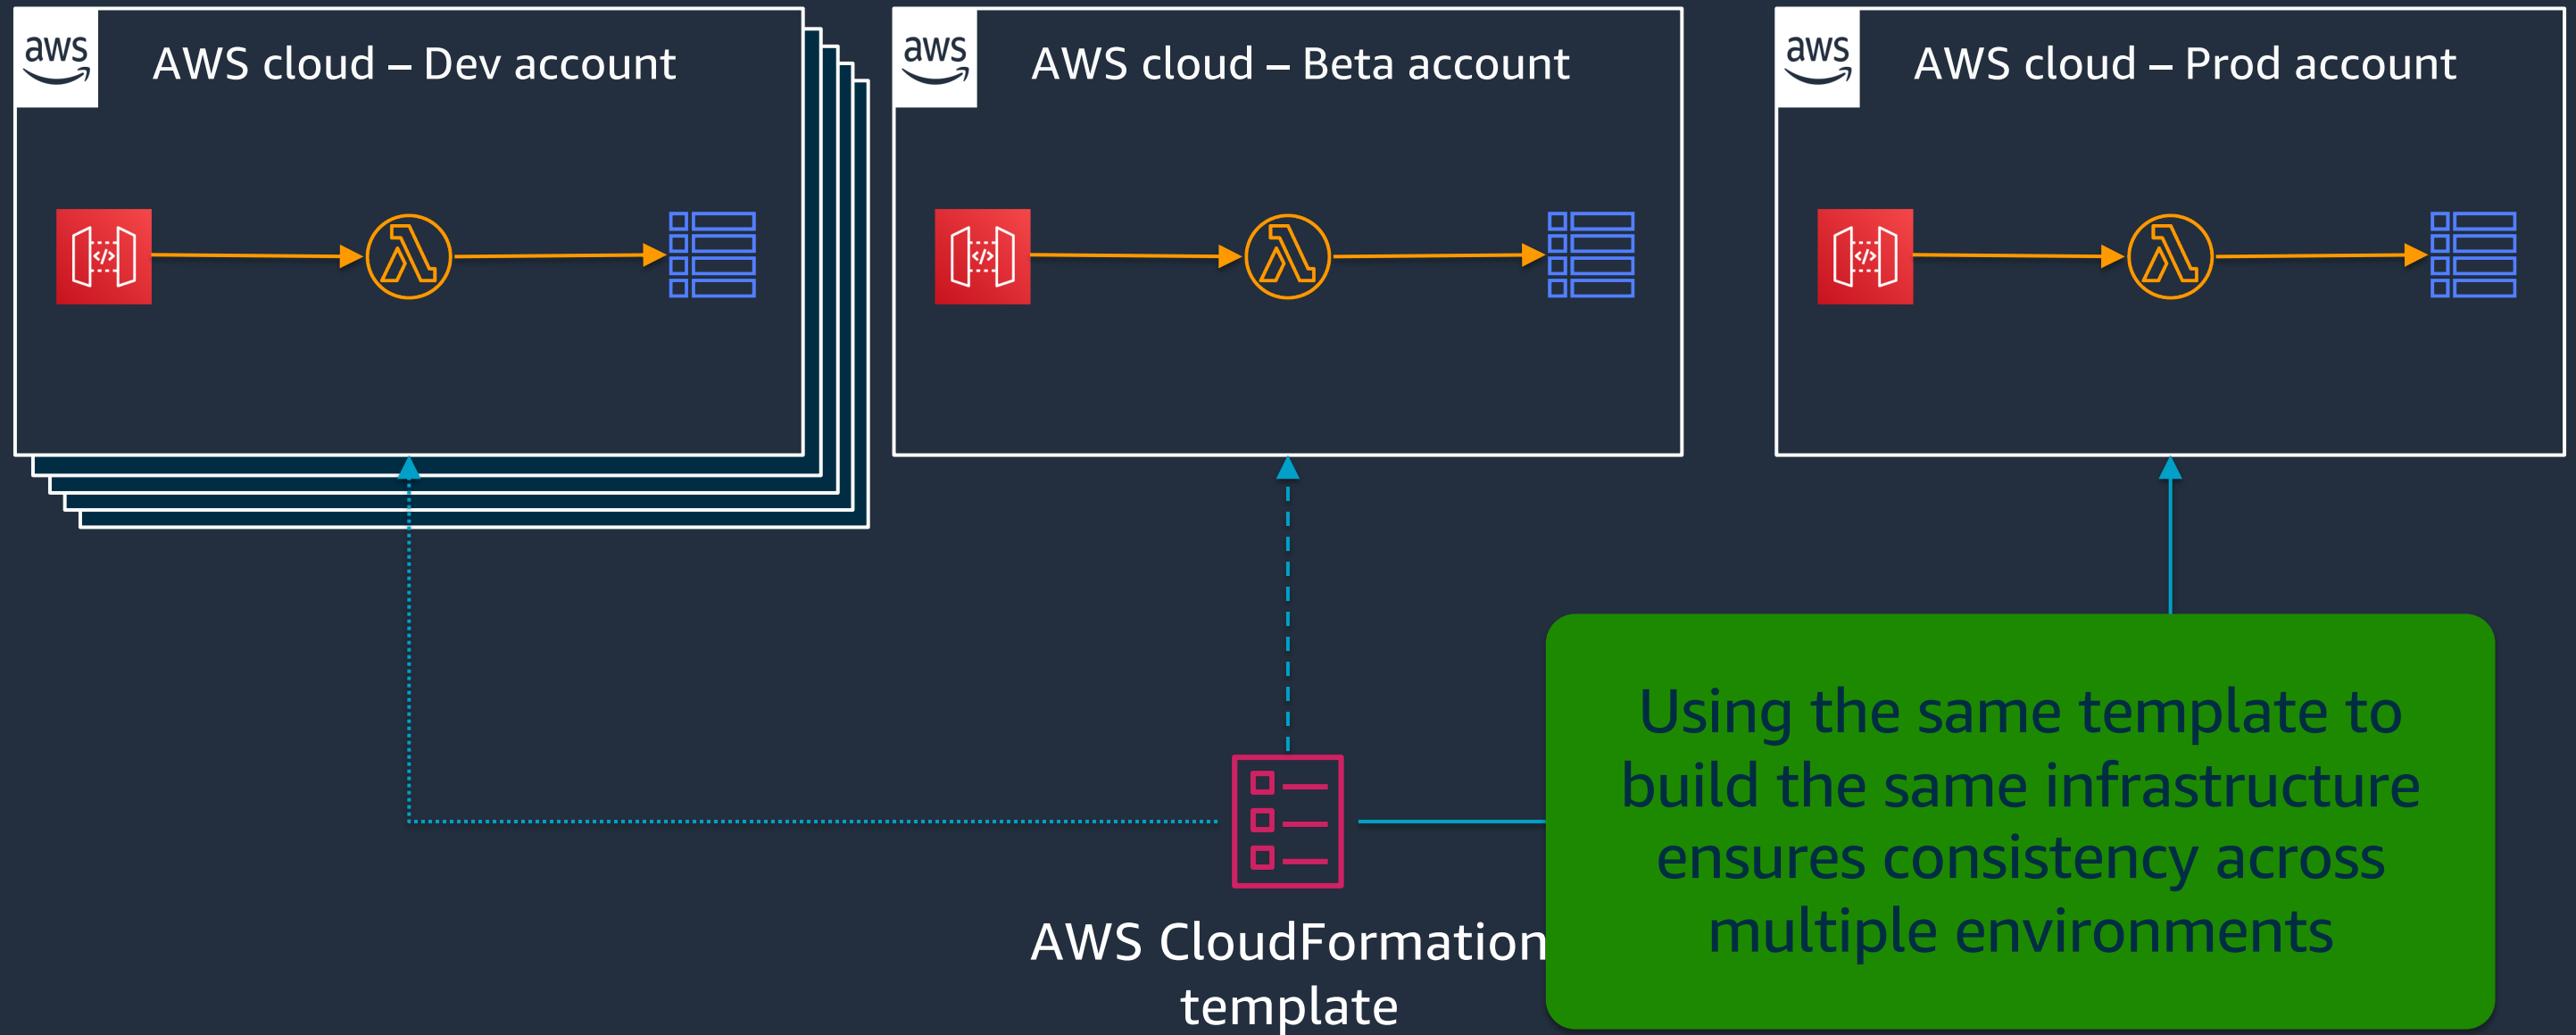 aws
AWS cloud – Dev account
aws
AWS cloud – Beta account
aws
AWS cloud – Prod account
</>
</>
</>
AWS CloudFormation
template
Using the same template to
build the same infrastructure
ensures consistency across
multiple environments